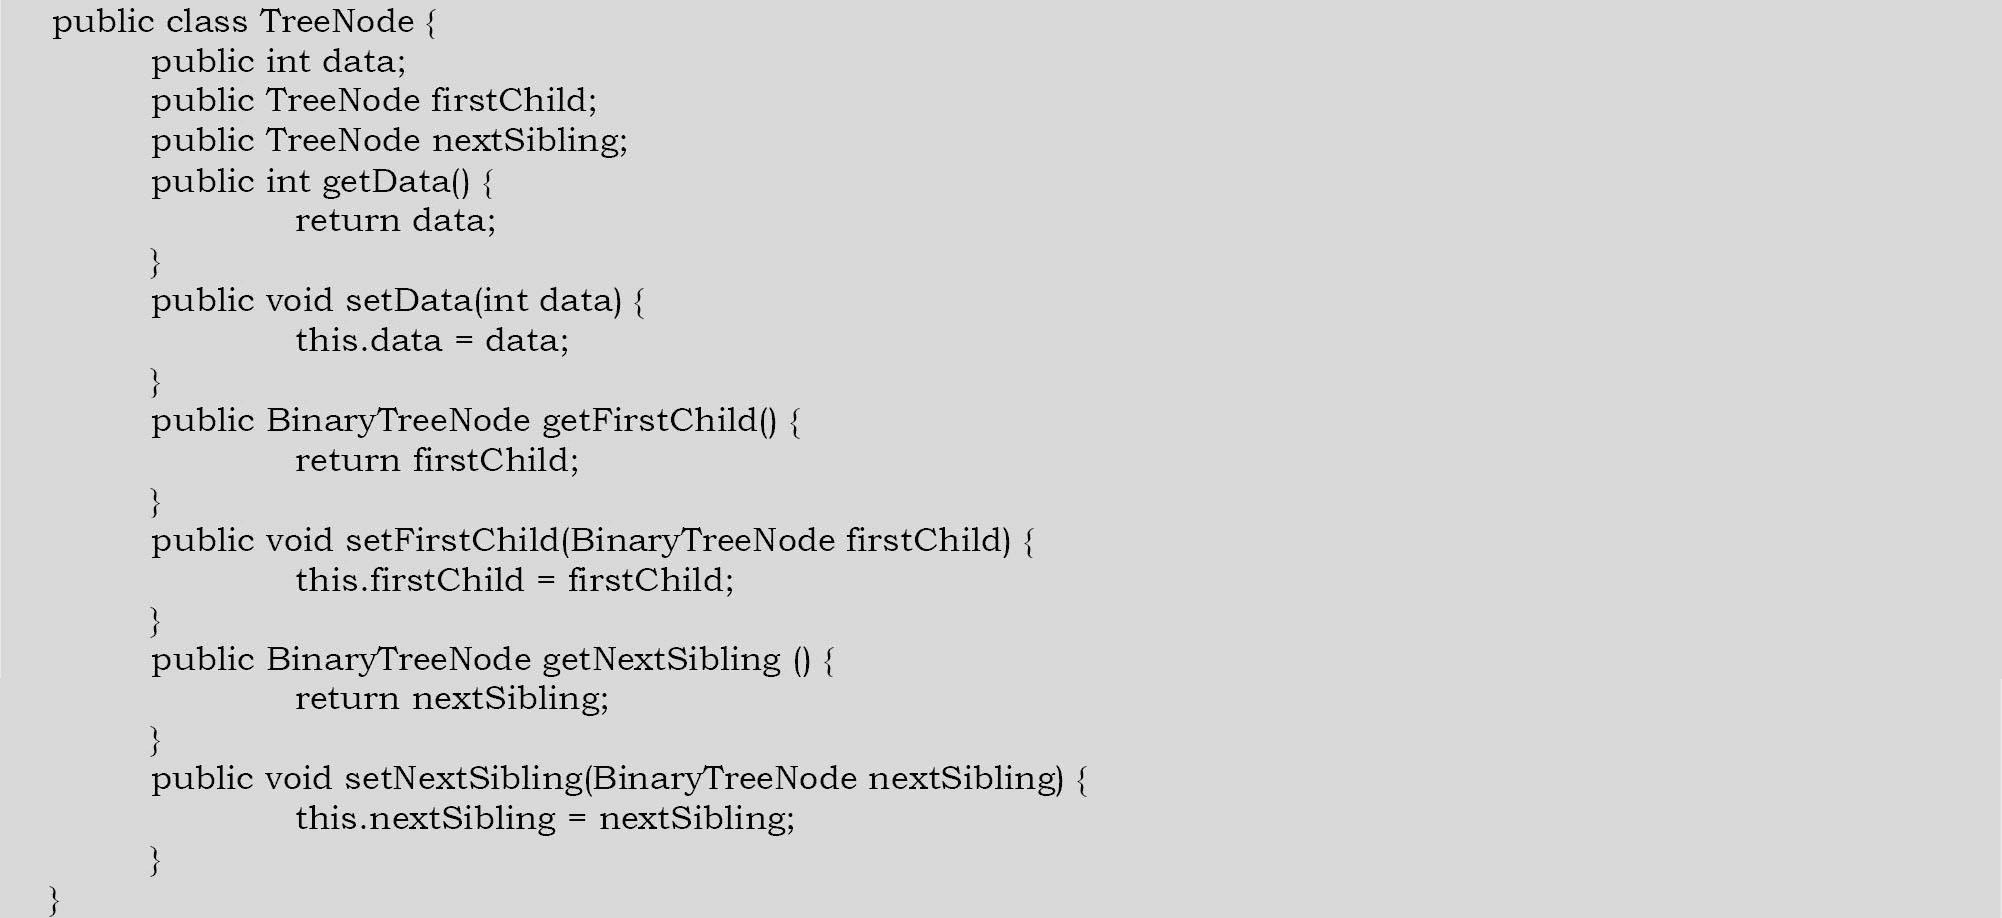 public class TreeNode {
public int data;
public TreeNode firstChild;
public TreeNode nextSibling;
public int getData() {
return data;
}
public void setData(int data) {
this.data = data;
}
public BinaryTreeNode getFirstChild() {
return firstChild;
}
public void setFirstChild(BinaryTreeNode firstChild) {
this.firstChild = firstChild;
}
public BinaryTreeNode getNextSibling () {
return nextSibling;
}
public void setNextSibling(BinaryTreeNode nextSibling) {
this.nextSibling = nextSibling;
}
}